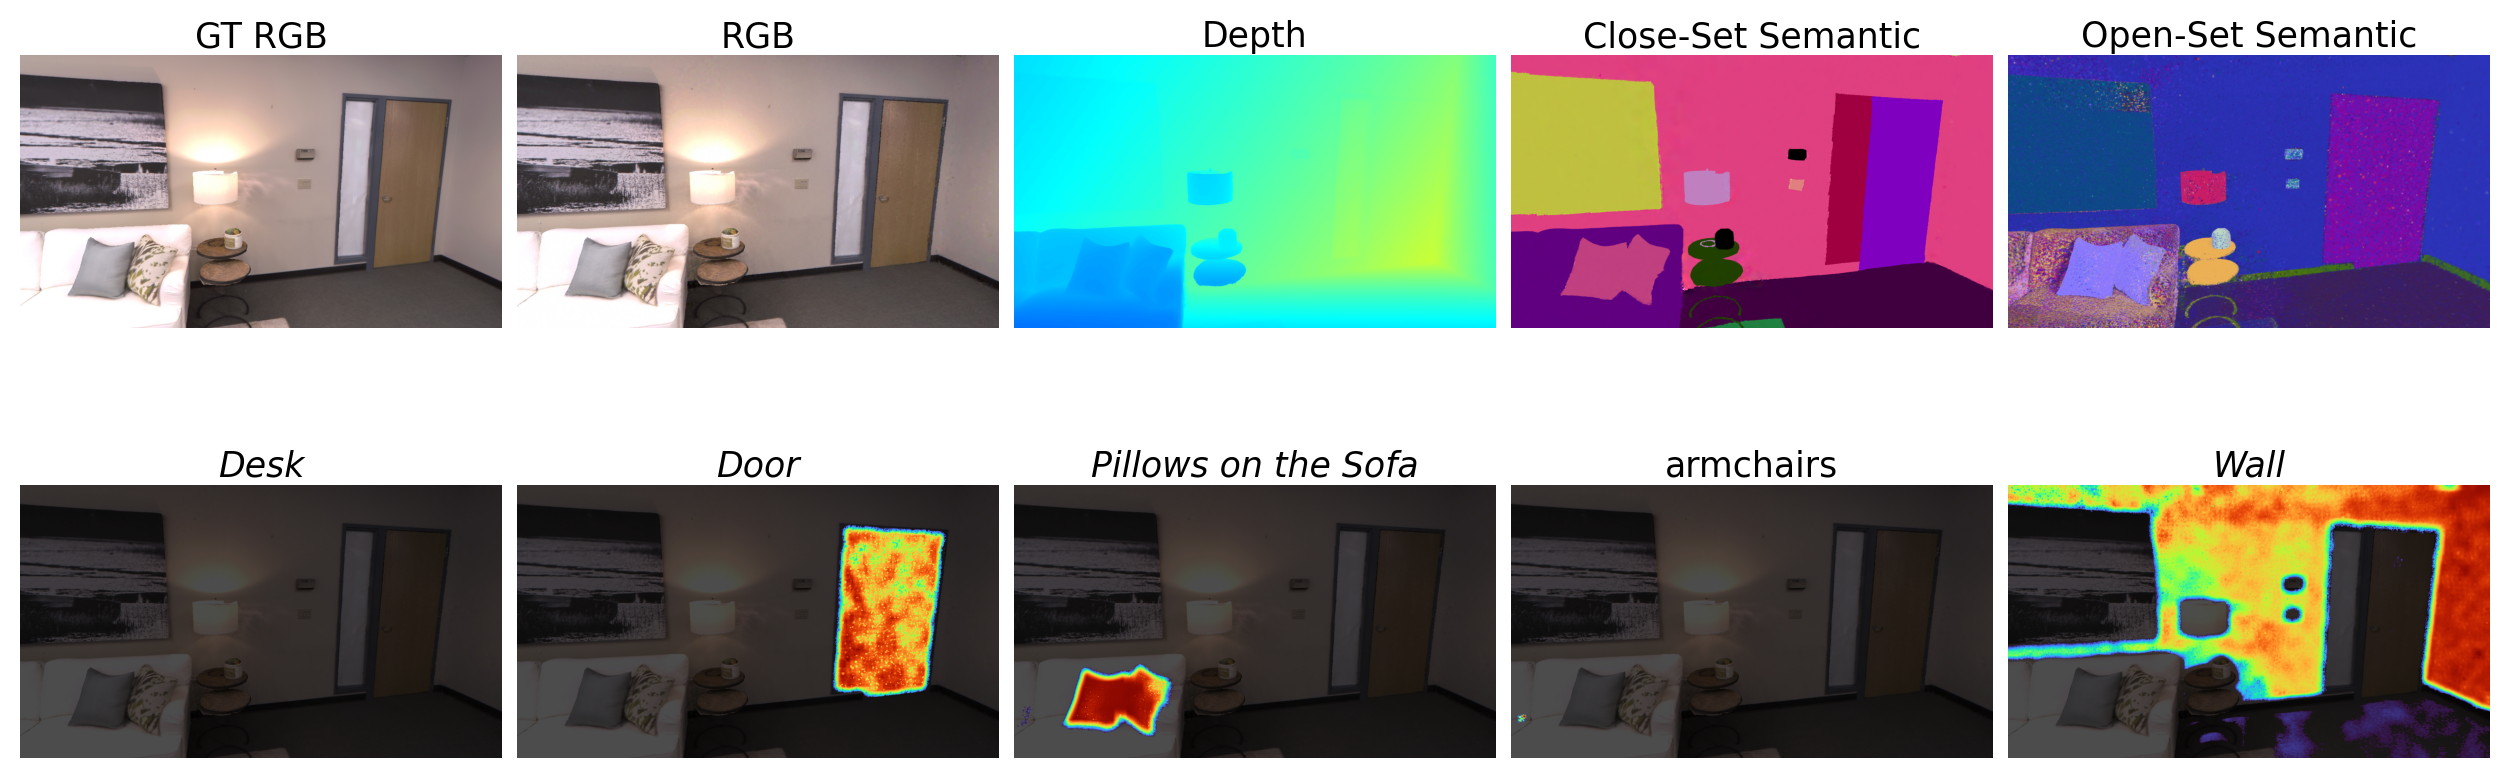 GT RGB
RGB
Depth
Close-Set Semantic
Open-Set Semantic
Desk
Door
Pillows on the Sofa
armchairs
Wall